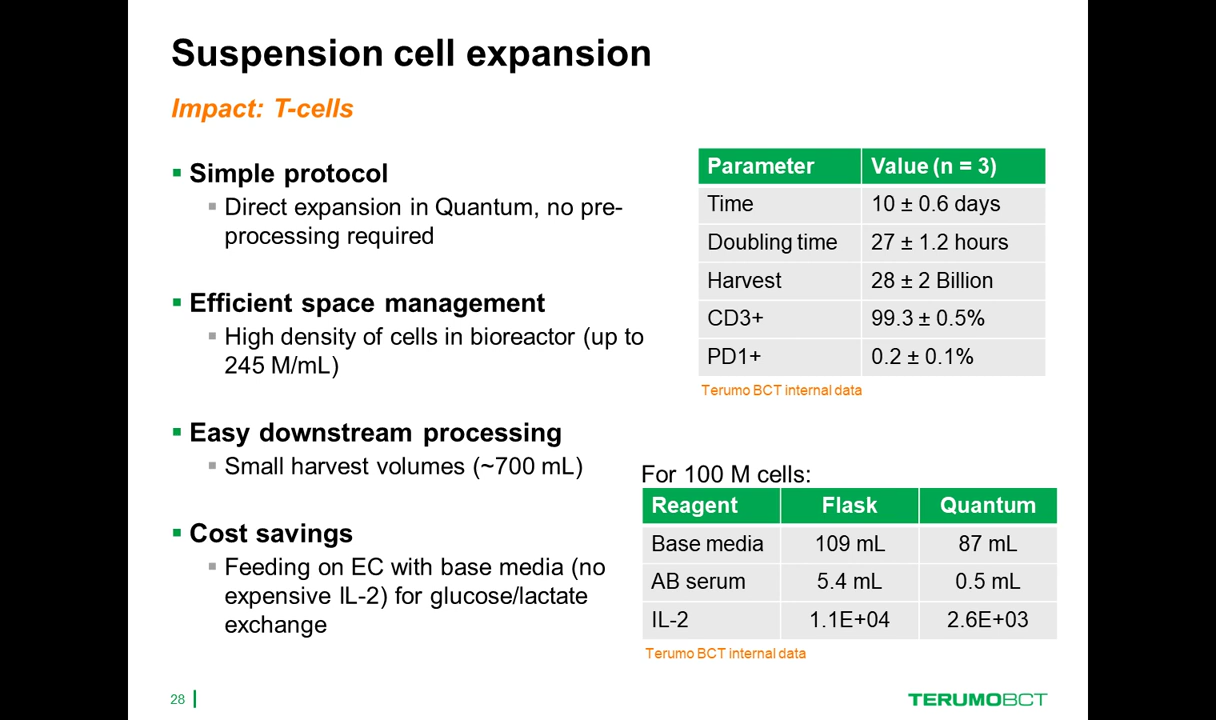 Suspension cell expansion
Impact: T-cells
Simple protocol
Direct expansion in Quantum, no pre-
processing required
Efficient space management
High density of cells in bioreactor (up to
245 M/mL)
Easy downstream processing
Small harvest volumes (~700 mL)
Cost savings
Feeding on EC with base media (no
expensive IL-2) for glucose/lactate
exchange
Parameter Value (n = 3)
Time 10 ± 0.6 days
Doubling time 27 ± 1.2 hours
Harvest 28 ± 2 Billion
CD3+ 99.3 ± 0.5%
PD1+ 0.2 ± 0.1%
Terumo BCT internal data
For 100 M cells:
Reagent Flask Quantum
Base media 109 mL 87 mL
AB serum 5.4 mL 0.5 mL
IL-2 1.1E+04 2.6E+03
Terumo BCT internal data
28
TERUMOBCT